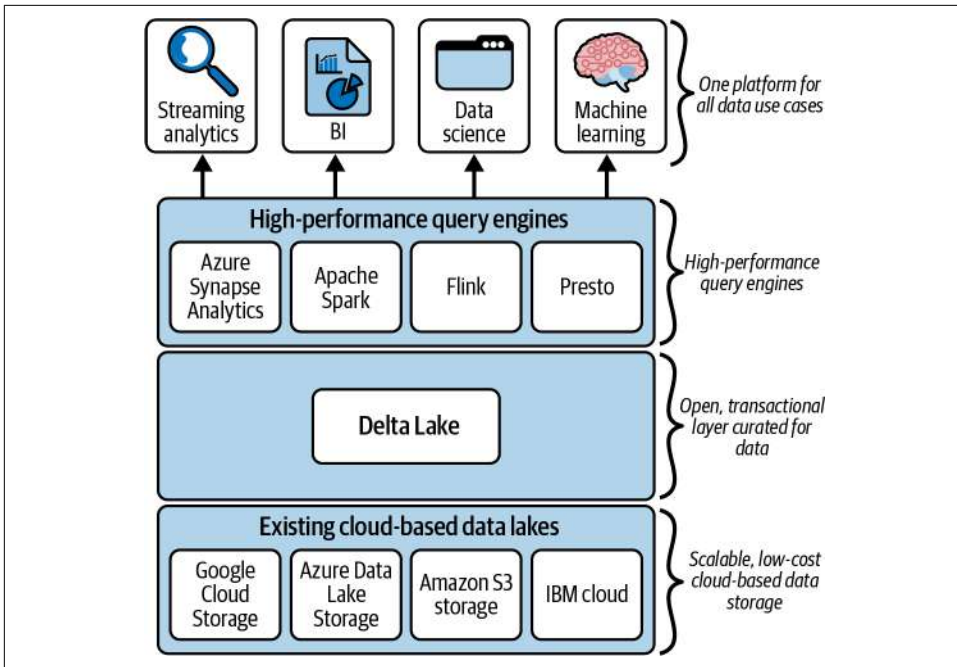 Streaming
analytics
BI
Data
science
Machine
learning
One platform for
all data use cases
High-performance query engines
Azure
Synapse
Analytics
Apache
Spark
Flink
Presto
High-performance
query engines
Delta Lake
Open, transactional
layer curated for
data
Existing cloud-based data lakes
Google
Cloud
Storage
Azure Data
Lake
Storage
Amazon S3
storage
IBM cloud
Scalable, low-cost
cloud-based data
storage